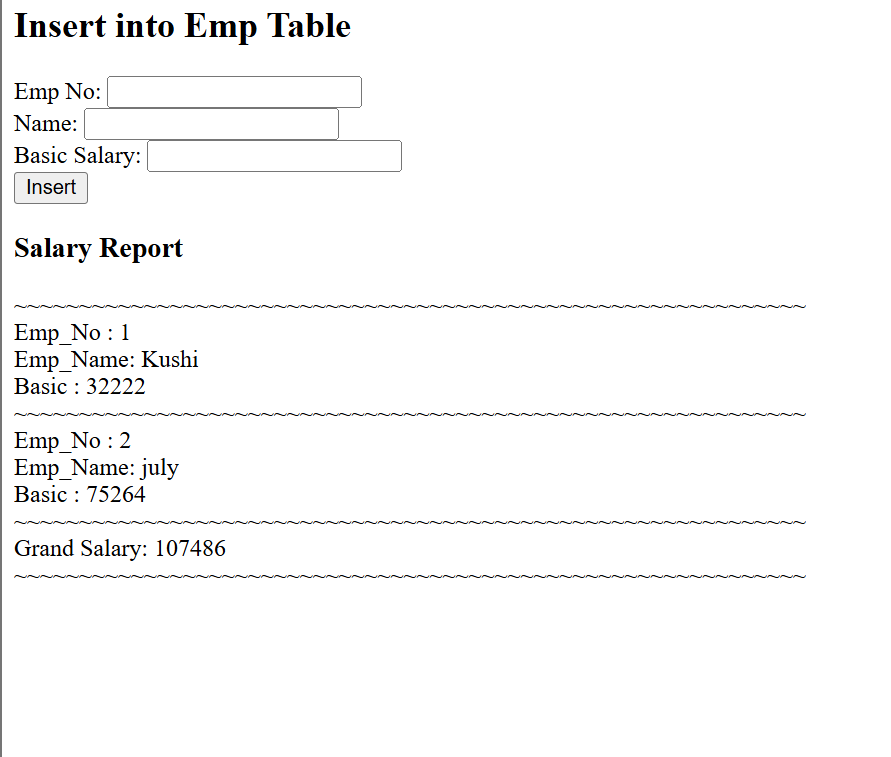 Insert into Emp Table
Emp No:
Name:
Basic Salary:
Insert
Salary Report
~~~~~~~~~~~~~~~~~~~~~~~~~~~~~~~~~~~~~~~~~~~~~~~~~~~~~~~~~~~~~
Emp_No : 1
Emp_Name: Kushi
Basic : 32222
~~~~~~~~~~~~~~~~~~~~~~~~~~~~~~~~~~~~~~~~~~~~~~~~~~~~~~~~~~~~~
Emp_No : 2
Emp_Name: july
Basic : 75264
~~~~~~~~~~~~~~~~~~~~~~~~~~~~~~~~~~~~~~~~~~~~~~~~~~~~~~~~~~~~~
Grand Salary: 107486
~~~~~~~~~~~~~~~~~~~~~~~~~~~~~~~~~~~~~~~~~~~~~~~~~~~~~~~~~~~~~